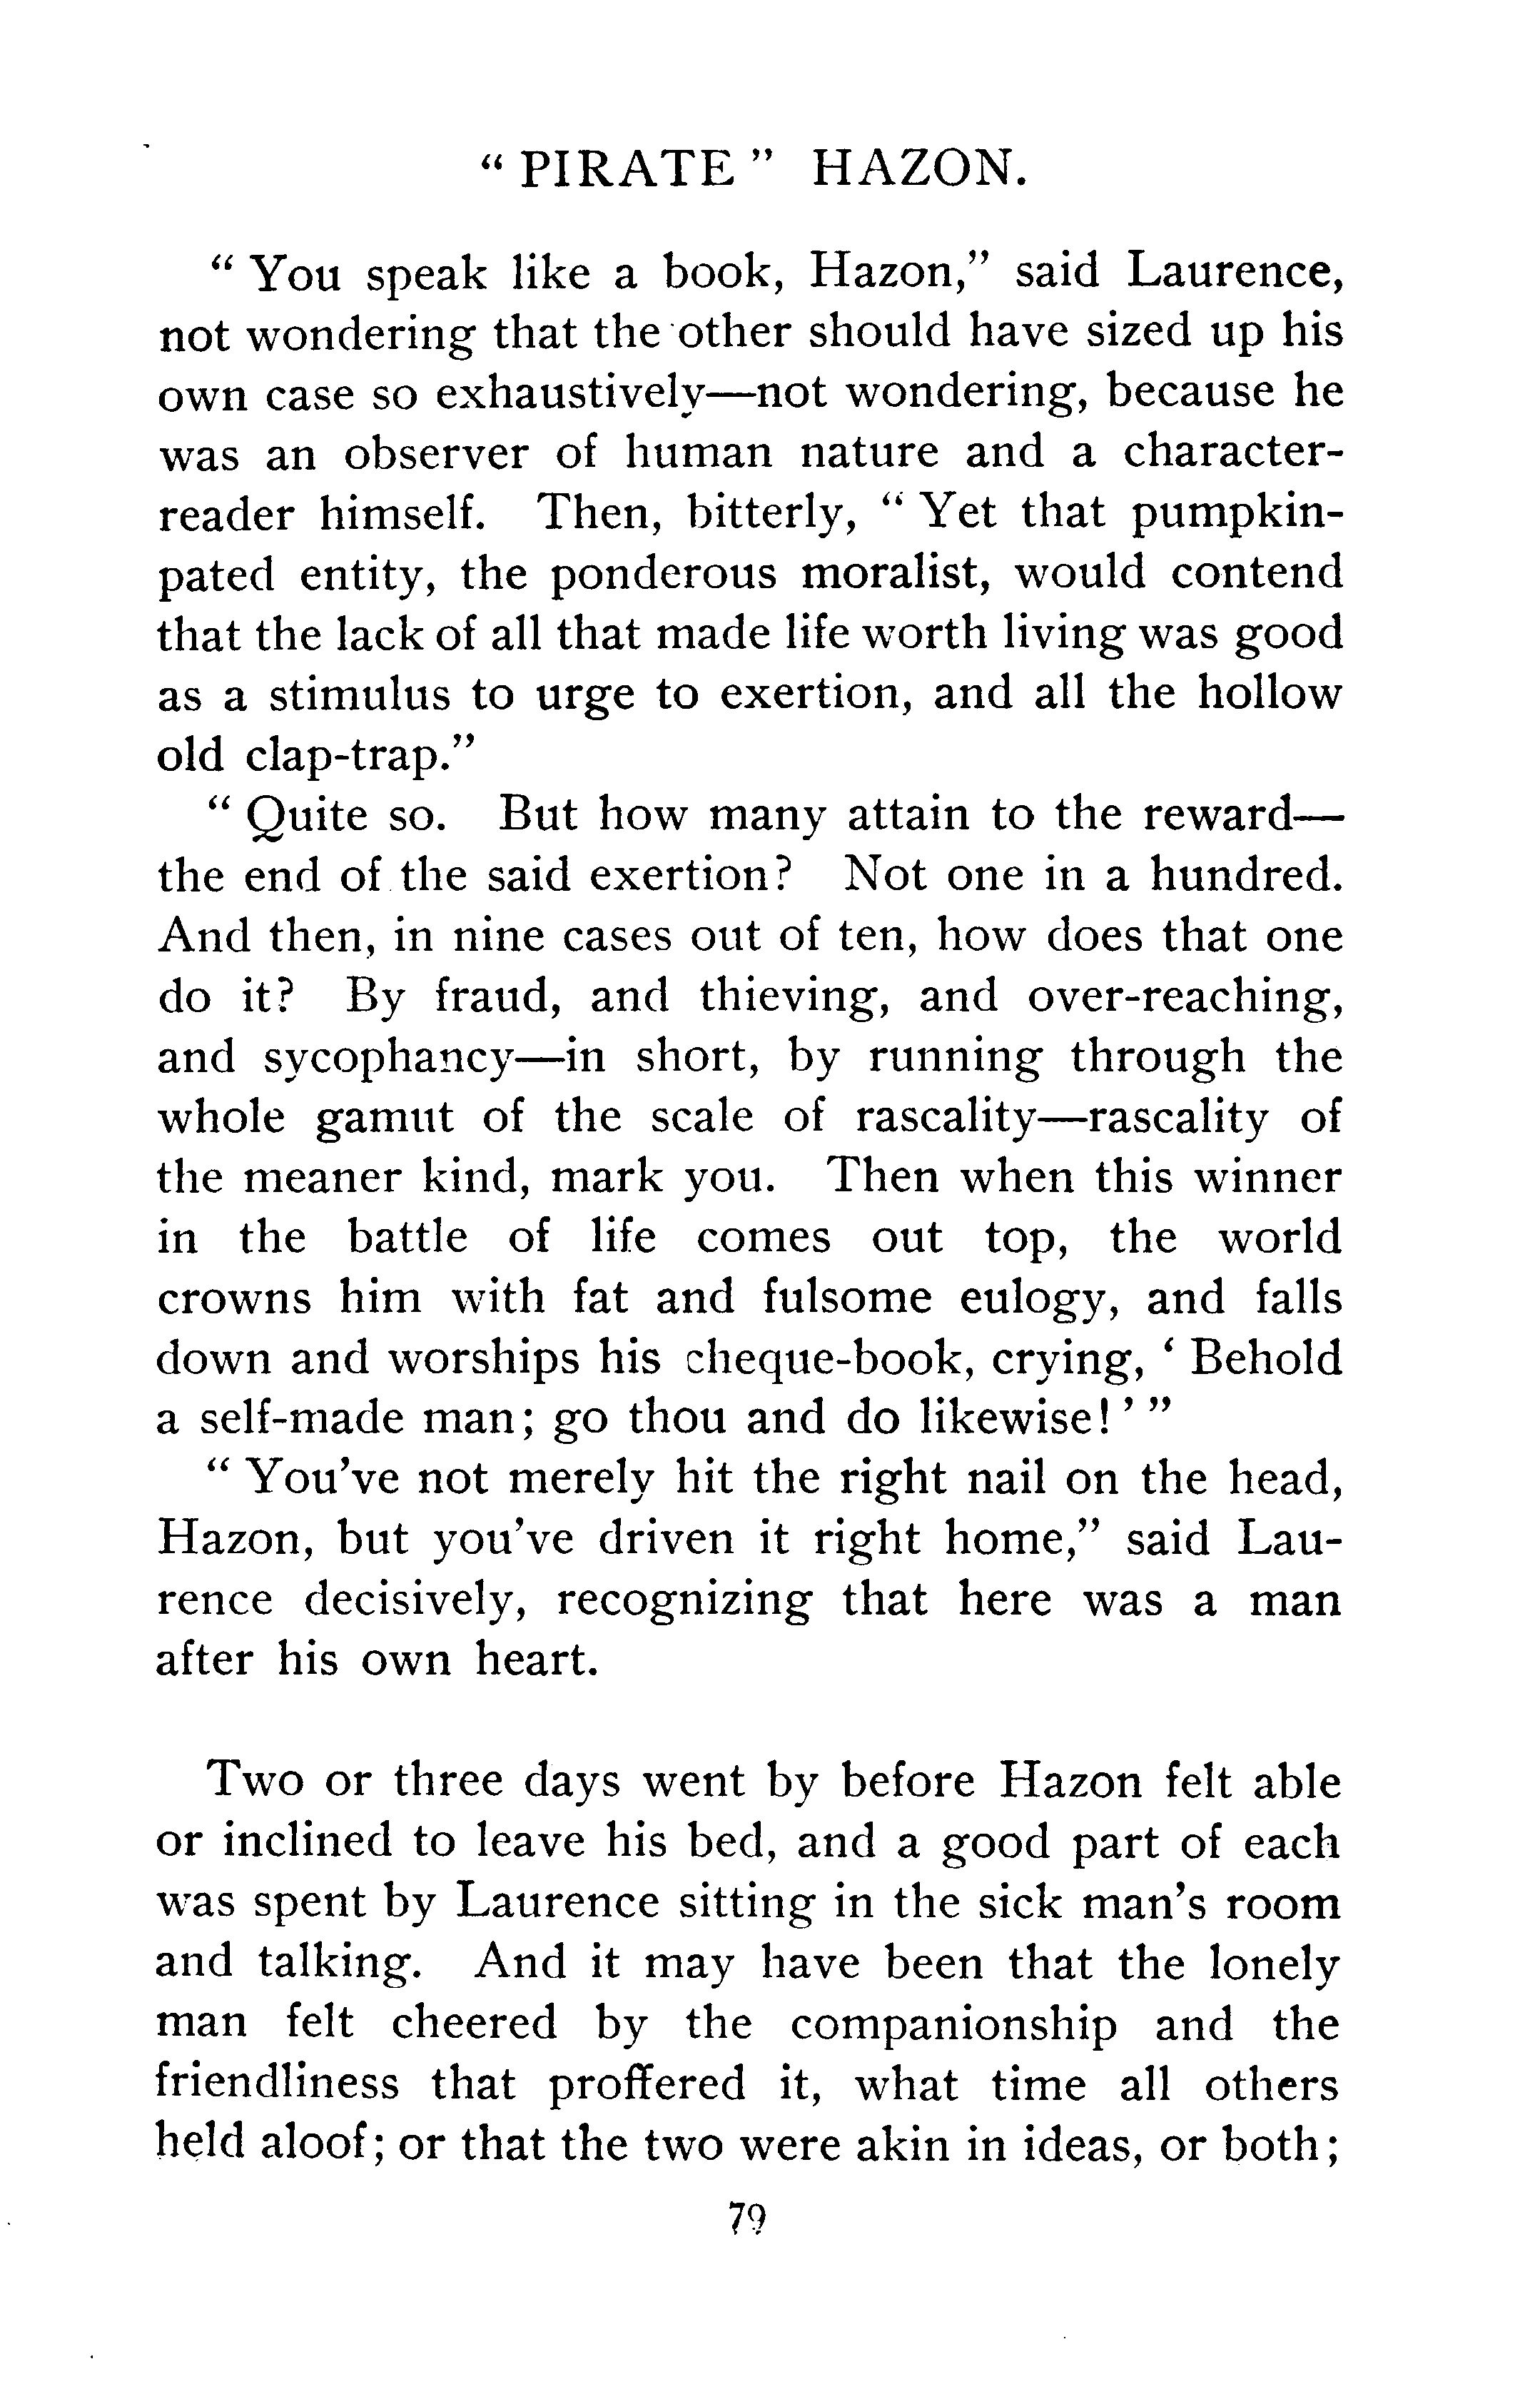 “ PIRATE ” HAZON.
“ You speak like a book, Hazon,” said Laurence,
not wondering that the other should have sized up his
own case so exhaustively—not wondering, because he
was an observer of human nature and a character-
reader himself. Then, bitterly, “ Yet that pumpkin-
pated entity, the ponderous moralist, would contend
that the lack of all that made life worth living was good
as a stimulus to urge to exertion, and all the hollow
old clap-trap.”
“ Quite so. But how many attain to the reward—
the end of the said exertion? Not one in a hundred.
And then, in nine cases out of ten, how does that one
do it? By fraud, and thieving, and over-reaching,
and sycophancy—in short, by running through the
whole gamut of the scale of rascality—rascality of
the meaner kind, mark you. Then when this winner
in the battle of life comes out top, the world
crowns him with fat and fulsome eulogy, and falls
down and worships his cheque-book, crying, ‘ Behold
a self-made man; go thou and do likewise!’ ”
“ You’ve not merely hit the right nail on the head,
Hazon, but you’ve driven it right home,” said Lau-
rence decisively, recognizing that here was a man
after his own heart.
Two or three days went by before Hazon felt able
or inclined to leave his bed, and a good part of each
was spent by Laurence sitting in the sick man’s room
and talking. And it may have been that the lonely
man felt cheered by the companionship and the
friendliness that proffered it, what time all others
held aloof; or that the two were akin in ideas, or both;
79